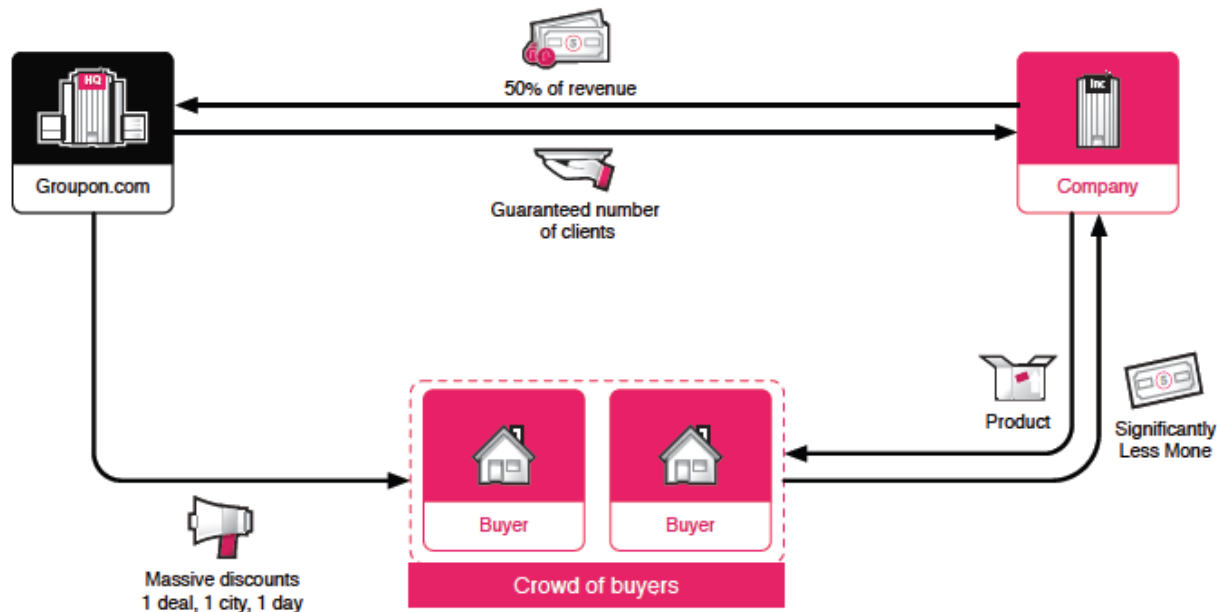 50% of revenue
HQ
Inc
Groupon.com
Company
Guaranteed number
of clients
Product
Significantly
Less Mone
Buyer
Buyer
Crowd of buyers
Massive discounts
1 deal, 1 city, 1 day